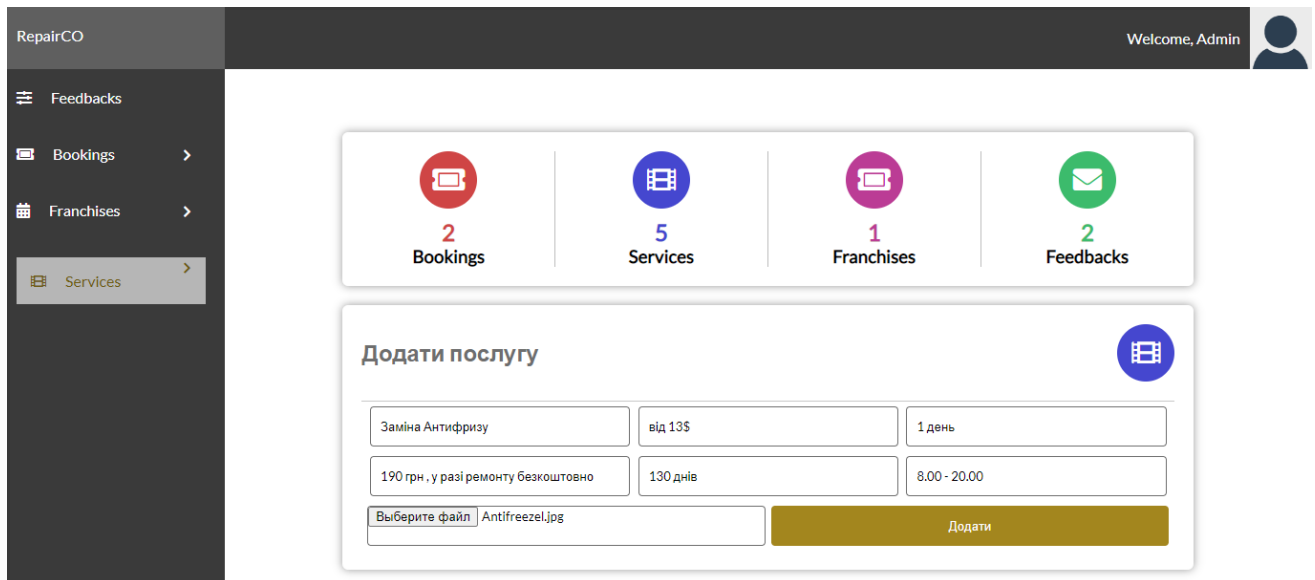 RepairCO
Welcome, Admin
Feedbacks
Bookings
Franchises
Services
2
Bookings
5
Services
1
Franchises
2
Feedbacks
Додати послугу
Заміна Антифризу
від 13$
1 день
190 грн , у разі ремонту безкоштовно
130 днів
8.00 - 20.00
Выберите файл Antifreezel.jpg
Додати